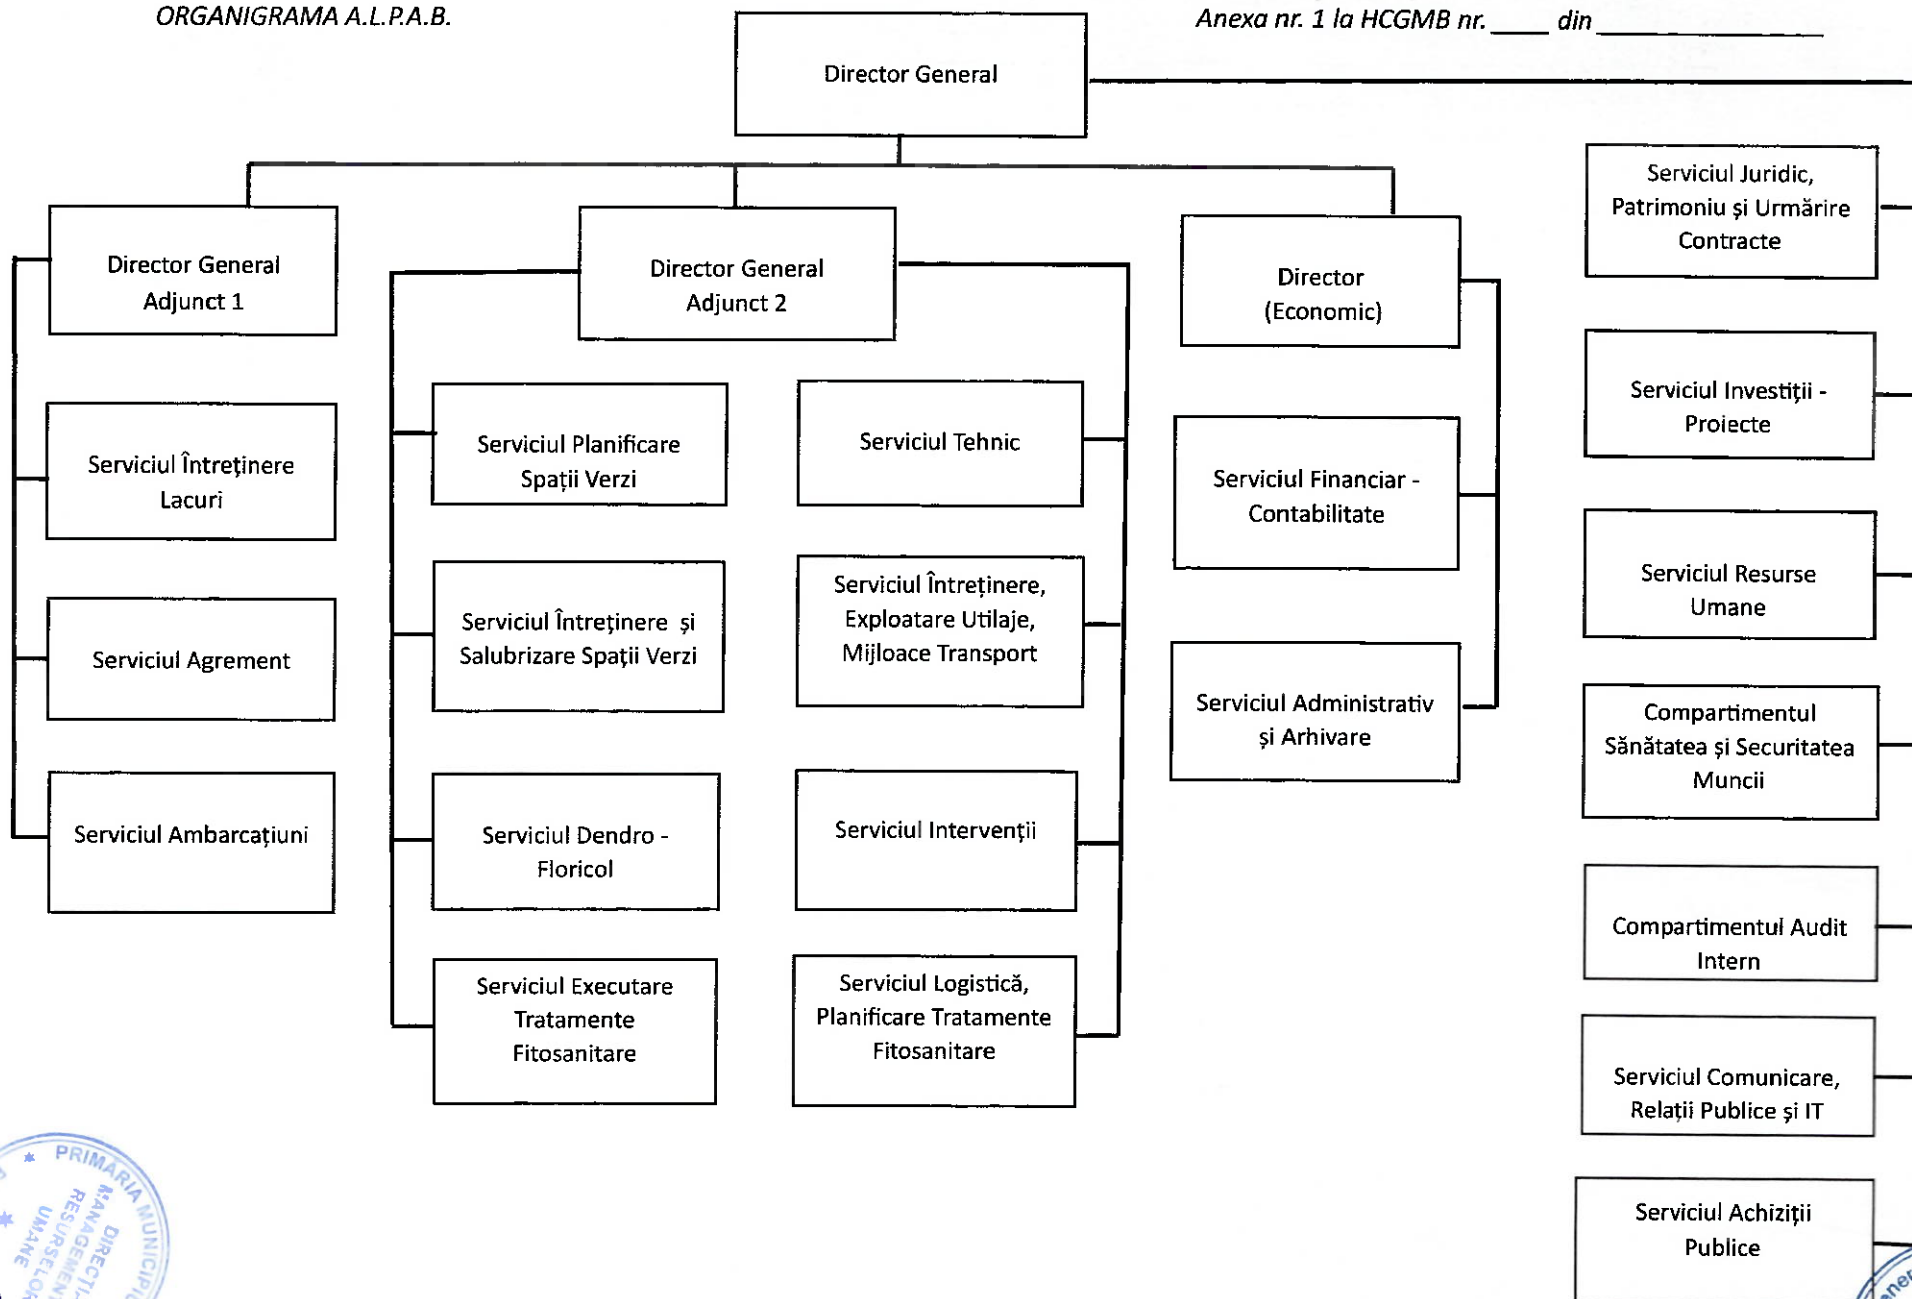 ORGANIGRAMA A.L.P.A.B.
Anexa nr. 1 la HCGMB nr. ____ din ____________
Director General
Director General
Adjunct 1
Serviciul Întreținere
Lacuri
Serviciul Agrement
Serviciul Ambarcațiuni
Director General
Adjunct 2
Serviciul Planificare
Spații Verzi
Serviciul Întreținere și
Salubrizare Spații Verzi
Serviciul Dendro -
Floricol
Serviciul Executare
Tratamente
Fitosanitare
Serviciul Tehnic
Serviciul Întreținere,
Exploatare Utilaje,
Mijloace Transport
Serviciul Intervenții
Serviciul Logistică,
Planificare Tratamente
Fitosanitare
Director
(Economic)
Serviciul Financiar -
Contabilitate
Serviciul Administrativ
și Arhivare
Serviciul Juridic,
Patrimoniu și Urmărire
Contracte
Serviciul Investiții -
Proiecte
Serviciul Resurse
Umane
Compartimentul
Sănătatea și Securitatea
Muncii
Compartimentul Audit
Intern
Serviciul Comunicare,
Relații Publice și IT
Serviciul Achiziții
Publice
PRIMĂRIA
DIRECȚIA
MANAGEMENT
RESURSELOR
UMANE